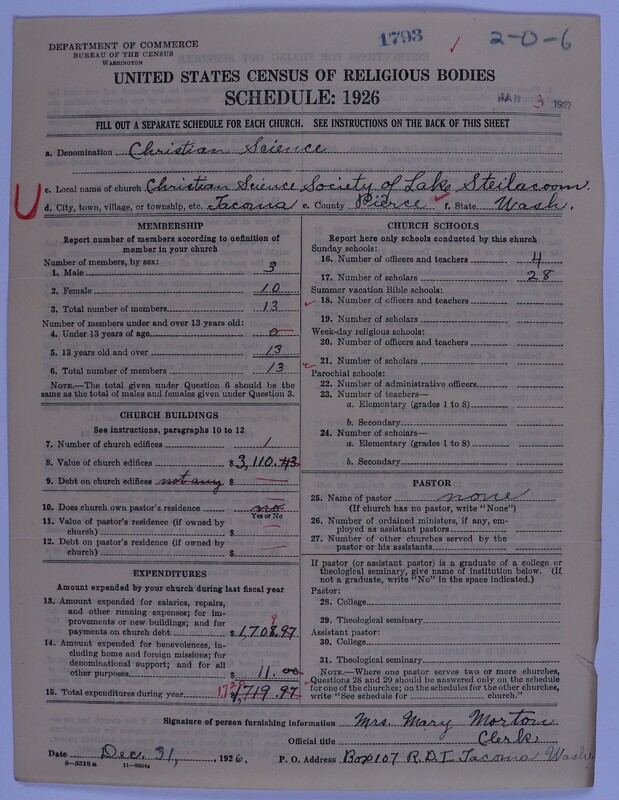 DEPARTMENT OF COMMERCE
BUREAU OF THE CENSUS
WASHINGTON
1793
2-0-6
UNITED STATES CENSUS OF RELIGIOUS BODIES
SCHEDULE: 1926
JAN 3 1927
FILL OUT A SEPARATE SCHEDULE FOR EACH CHURCH. SEE INSTRUCTIONS ON THE BACK OF THIS SHEET
a. Denomination Christian Science
U
c. Local name of church Christian Science Society of Lake Steilacoom.
d. City, town, village, or township, etc. Tacoma e. County Pierce f. State Wash.
MEMBERSHIP
Report number of members according to definition of
member in your church
Number of members, by sex:
1. Male 3
2. Female 10
3. Total number of members 13
Number of members under and over 13 years old:
4. Under 13 years of age 0
5. 13 years old and over 13
6. Total number of members 13
NOTE.—The total given under Question 6 should be
same as the total of males and females given under Question 3.
CHURCH BUILDINGS
See instructions, paragraphs 10 to 12
7. Number of church edifices 1
8. Value of church edifices $3,110.43
9. Debt on church edifices not any $
10. Does church own pastor's residence no
Yes or No
11. Value of pastor's residence (if owned by
church) $
12. Debt on pastor's residence (if owned by
church) $
EXPENDITURES
Amount expended by your church during last fiscal year
13. Amount expended for salaries, repairs,
and other running expenses; for im-
provements or new buildings; and for
payments on church debt $1,708.97
9
14. Amount expended for benevolences, in-
cluding home and foreign missions; for
denominational support; and for all
other purposes $11.00
15. Total expenditures during year $1,719.97
CHURCH SCHOOLS
Report here only schools conducted by this church
Sunday schools:
16. Number of officers and teachers 4
17. Number of scholars 28
Summer vacation Bible schools:
18. Number of officers and teachers
19. Number of scholars
Week-day religious schools:
20. Number of officers and teachers
21. Number of scholars
Parochial schools:
22. Number of administrative officers
23. Number of teachers—
a. Elementary (grades 1 to 8)
b. Secondary
24. Number of scholars—
a. Elementary (grades 1 to 8)
b. Secondary
PASTOR
25. Name of pastor none
(If church has no pastor, write "None")
26. Number of ordained ministers, if any, em-
ployed as assistant pastors
27. Number of other churches served by the
pastor or his assistants
If pastor (or assistant pastor) is a graduate of a college or
theological seminary, give name of institution below. (If
not a graduate, write "No" in the space indicated.)
Pastor:
28. College
29. Theological seminary
Assistant pastor:
30. College
31. Theological seminary
NOTE.—Where one pastor serves two or more churches,
Questions 28 and 29 should be answered only on the schedule
for one of the churches; on the schedules for the other churches,
write "See schedule for church."
Signature of person furnishing information Mrs. Mary Morton
Official title Clerk
Date Dec. 31, 1926. P. O. Address Box 107 R.D.1 Tacoma Wash.
8-5318a 11-9504